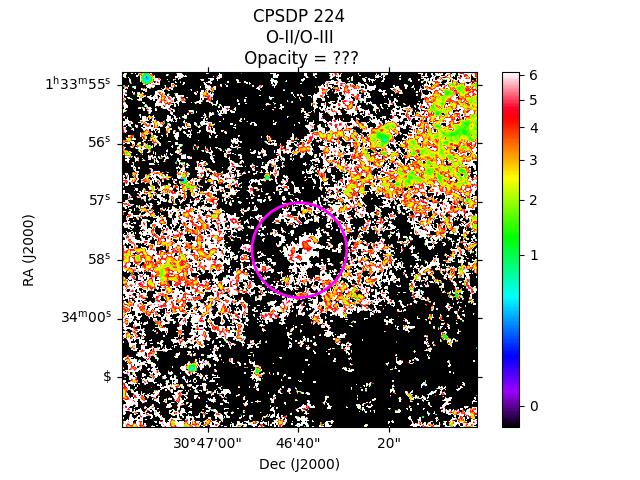 CPSDP 224
O-II/O-III
Opacity = ???
1ʰ33ᵐ55ˢ
56ˢ
57ˢ
58ˢ
34ᵐ00ˢ
$
RA (J2000)
30°47'00"
46'40"
20"
Dec (J2000)
6
5
4
3
2
1
0